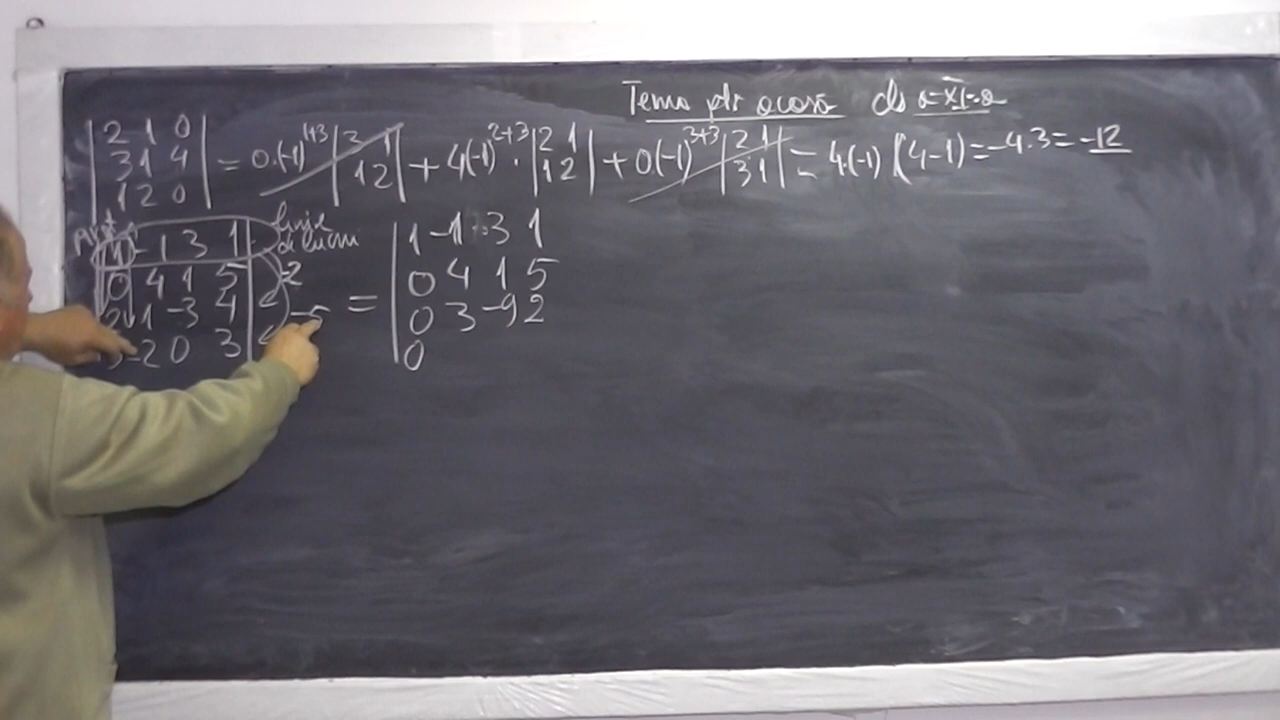 Tema ptr acasă cls a-XI-a
| 2 1 0 |
| 3 1 4 | = 0·(-1)^{1+3} | 3 1 / 1 2 | + 4(-1)^{2+3} · | 2 1 / 1 2 | + 0·(-1)^{3+3} | 2 1 / 3 1 | = 4·(-1) (4-1) = -4·3 = -12
| 1 2 0 |
linie de lucru
| 1 -1 3 1 | | 1 -1 3 1
| 0 4 1 5 | -2 | 0 4 1 5
| 2 1 -3 4 | -5 = | 0 3 -9 2
-2 0 3 | | 0